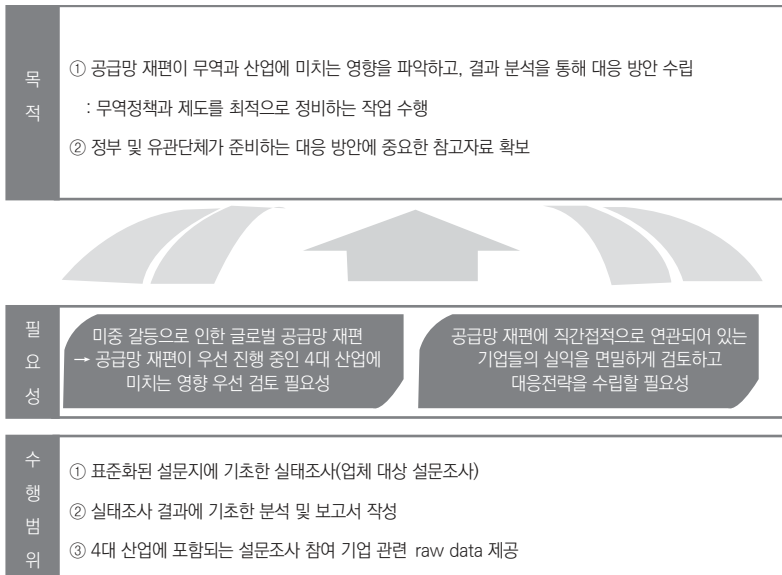 목적
① 공급망 재편이 무역과 산업에 미치는 영향을 파악하고, 결과 분석을 통해 대응 방안 수립
: 무역정책과 제도를 최적으로 정비하는 작업 수행
② 정부 및 유관단체가 준비하는 대응 방안에 중요한 참고자료 확보
필요성
미중 갈등으로 인한 글로벌 공급망 재편
→ 공급망 재편이 우선 진행 중인 4대 산업에
미치는 영향 우선 검토 필요성
공급망 재편에 직간접적으로 연관되어 있는
기업들의 실익을 면밀하게 검토하고
대응전략을 수립할 필요성
수행범위
① 표준화된 설문지에 기초한 실태조사(업체 대상 설문조사)
② 실태조사 결과에 기초한 분석 및 보고서 작성
③ 4대 산업에 포함되는 설문조사 참여 기업 관련 raw data 제공